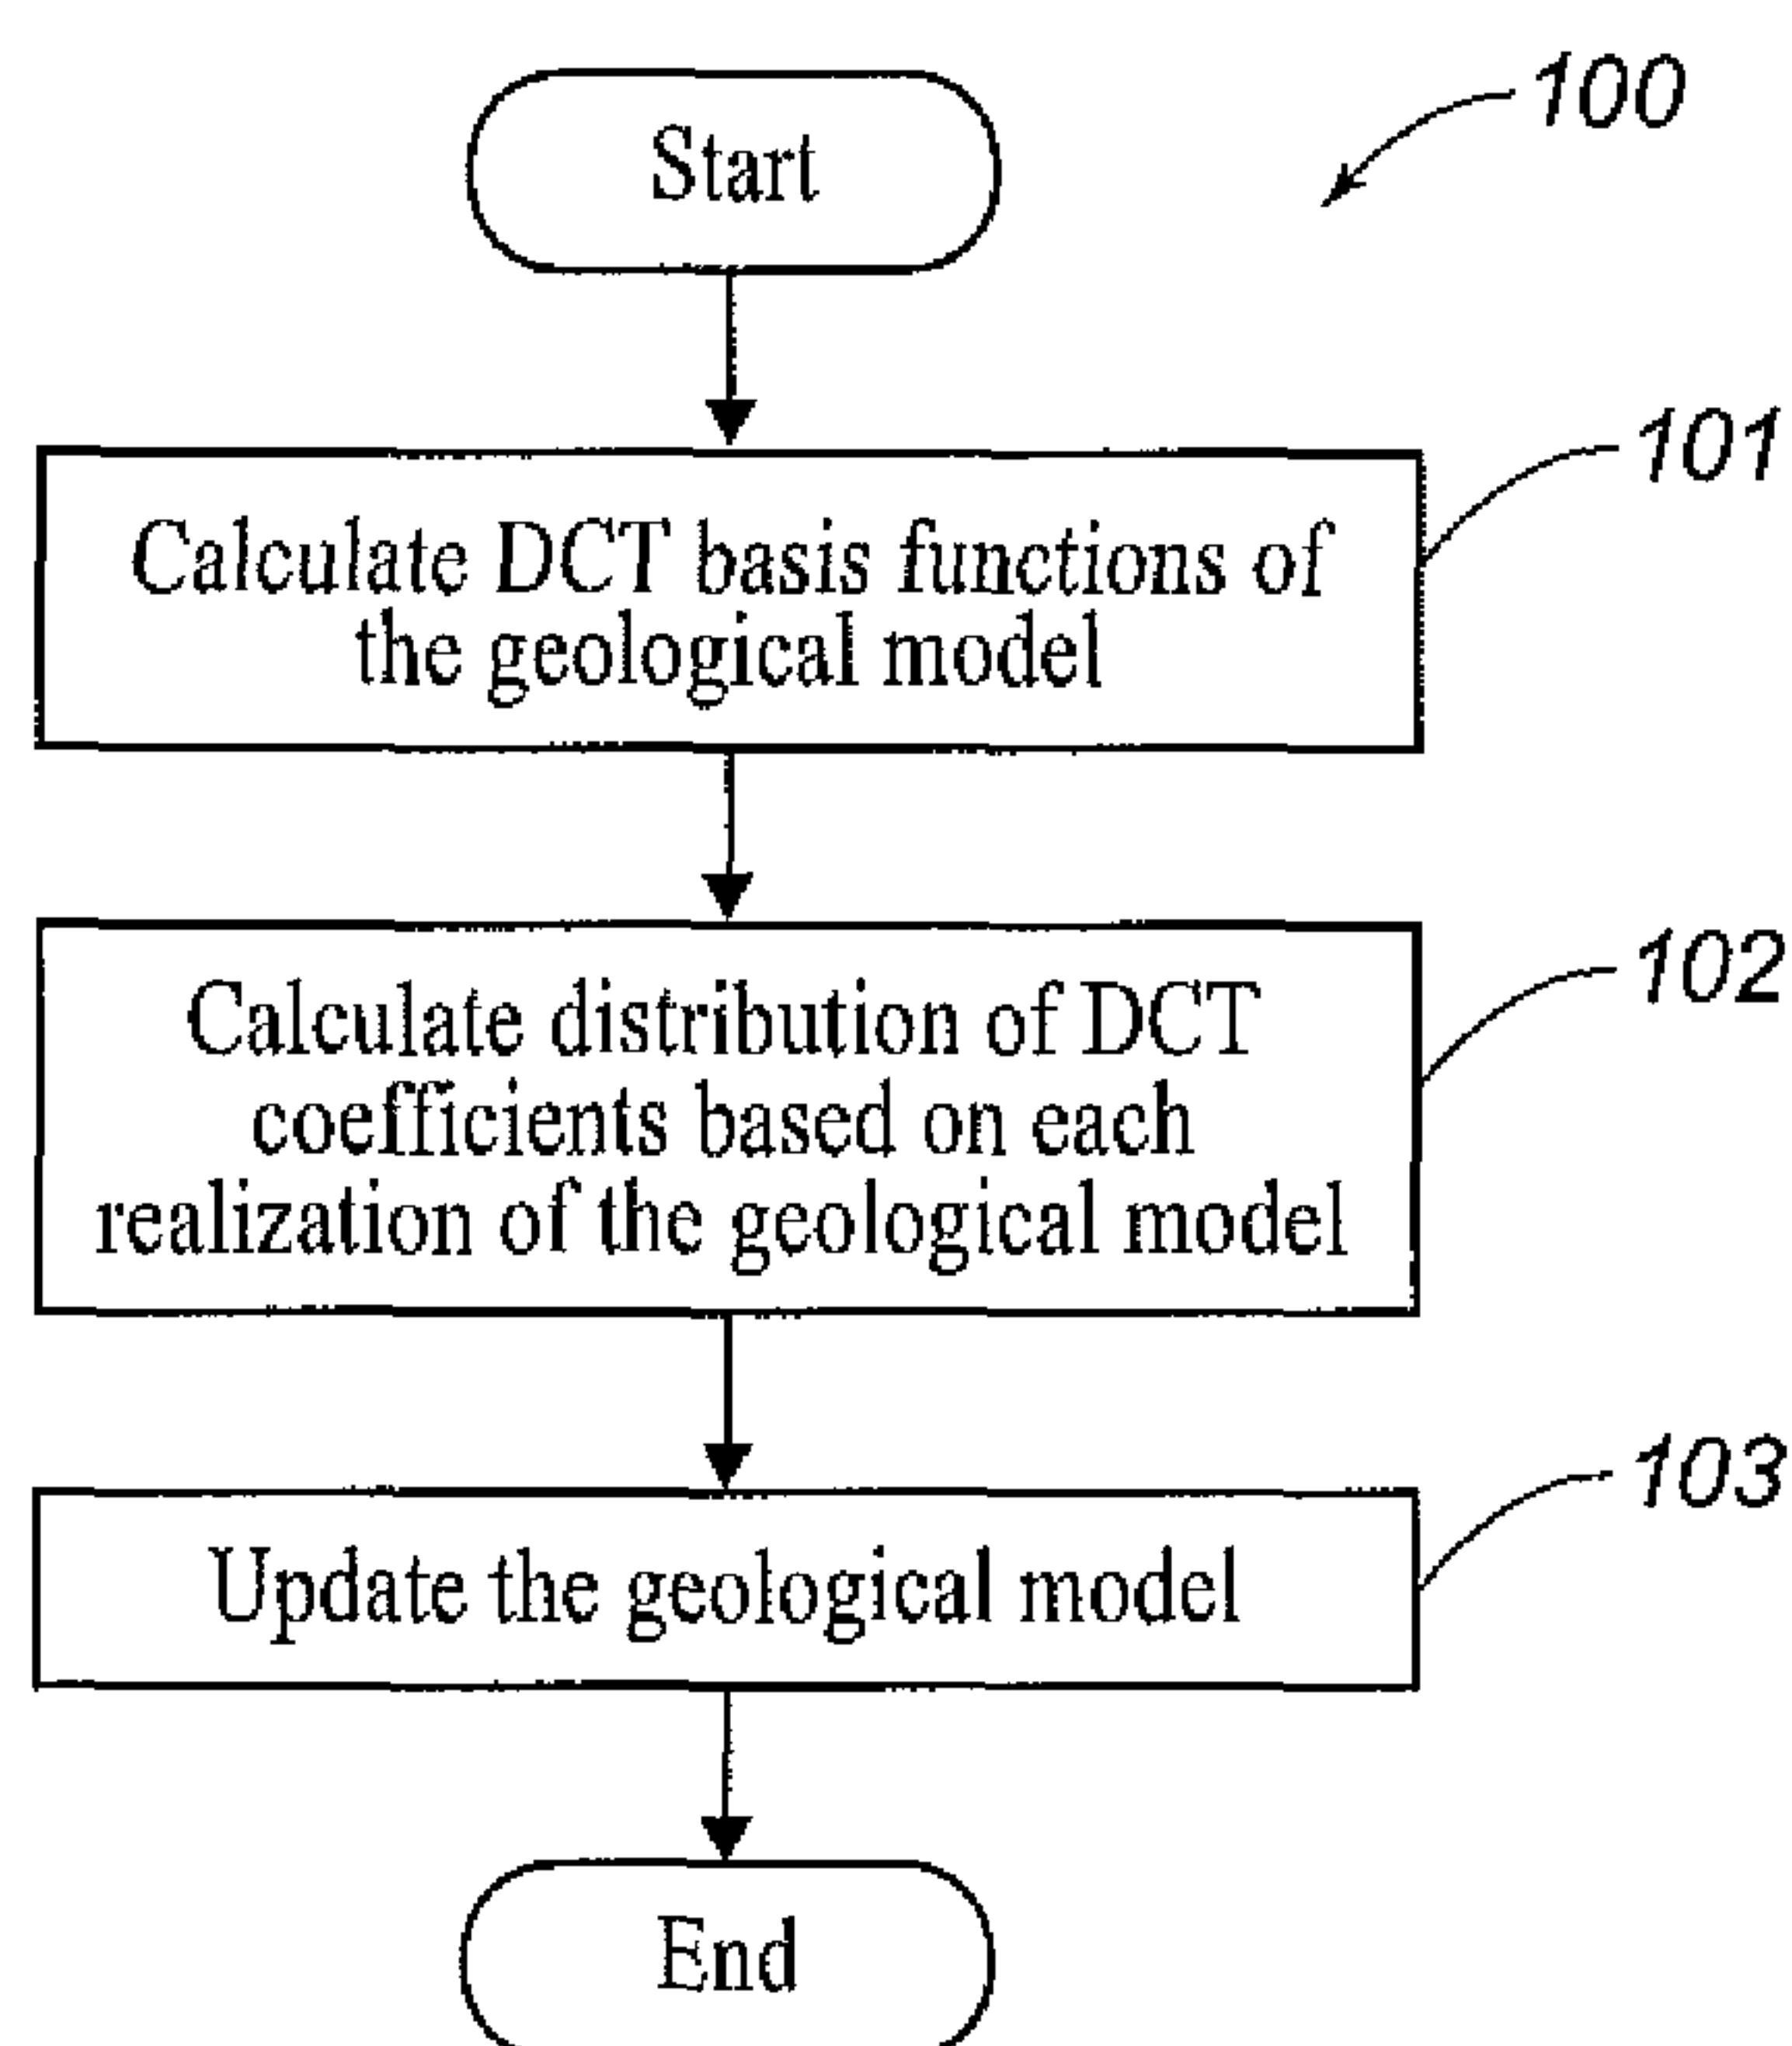 Start
100
101
Calculate DCT basis functions of
the geological model
102
Calculate distribution of DCT
coefficients based on each
realization of the geological model
103
Update the geological model
End